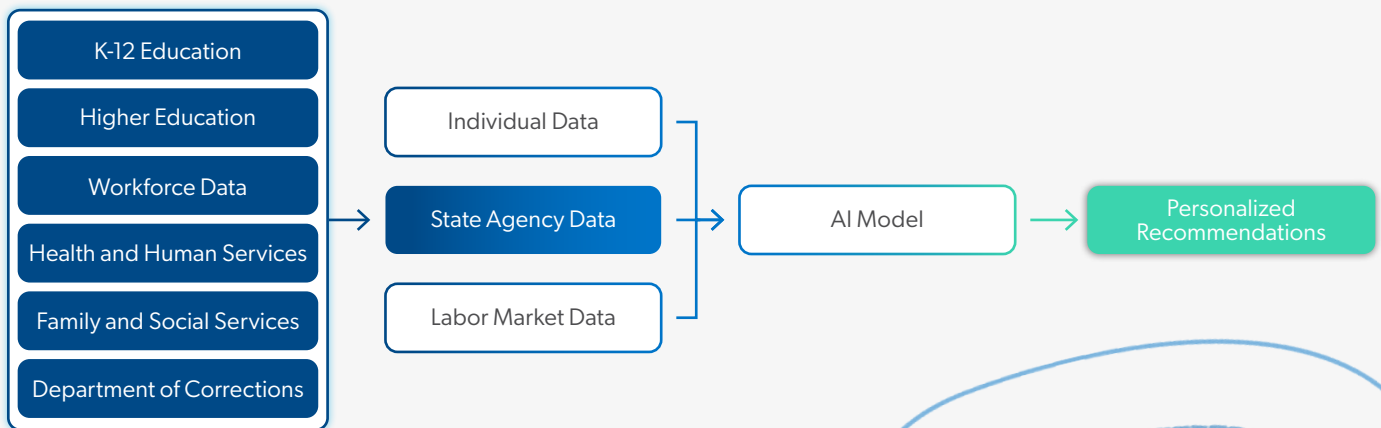 K-12 Education
Higher Education
Workforce Data
Health and Human Services
Family and Social Services
Department of Corrections
Individual Data
State Agency Data
Labor Market Data
AI Model
Personalized
Recommendations